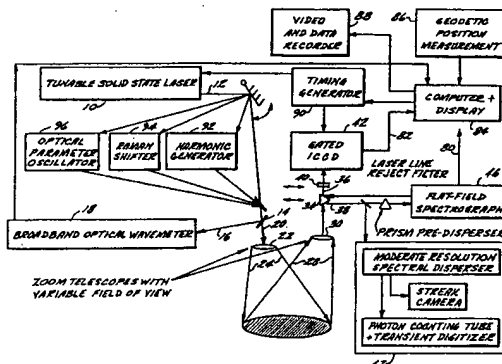 VIDEO
AND DATA
RECORDER
88
86
GEODETIC
POSITION
MEASUREMENT
TUNABLE SOLID STATE LASER
10
12
TIMING
GENERATOR
90
COMPUTER +
DISPLAY
84
96
94
92
OPTICAL
PARAMETER
OSCILLATOR
RAMAN
SHIFTER
HARMONIC
GENERATOR
42
GATED
ICCD
82
80
LASER LINE
REJECT FILTER
40
36
34
38
46
FLAT-FIELD
SPECTROGRAPH
PRISM PRE-DISPERSER
18
BROADBAND OPTICAL WAVEMETER
14
20
16
30
22
24
28
ZOOM TELESCOPES WITH
VARIABLE FIELD OF VIEW
MODERATE RESOLUTION
SPECTRAL DISPERSER
STREAK
CAMERA
PHOTON COUNTING TUBE
+ TRANSIENT DIGITIZER